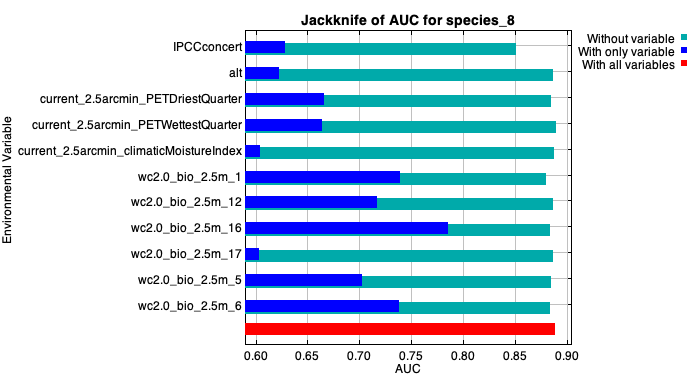 Jackknife of AUC for species_8
Without variable
With only variable
With all variables
Environmental Variable
IPCCconcert
alt
current_2.5arcmin_PETDriestQuarter
current_2.5arcmin_PETWettestQuarter
current_2.5arcmin_climaticMoistureIndex
wc2.0_bio_2.5m_1
wc2.0_bio_2.5m_12
wc2.0_bio_2.5m_16
wc2.0_bio_2.5m_17
wc2.0_bio_2.5m_5
wc2.0_bio_2.5m_6
0.60 0.65 0.70 0.75 0.80 0.85 0.90
AUC